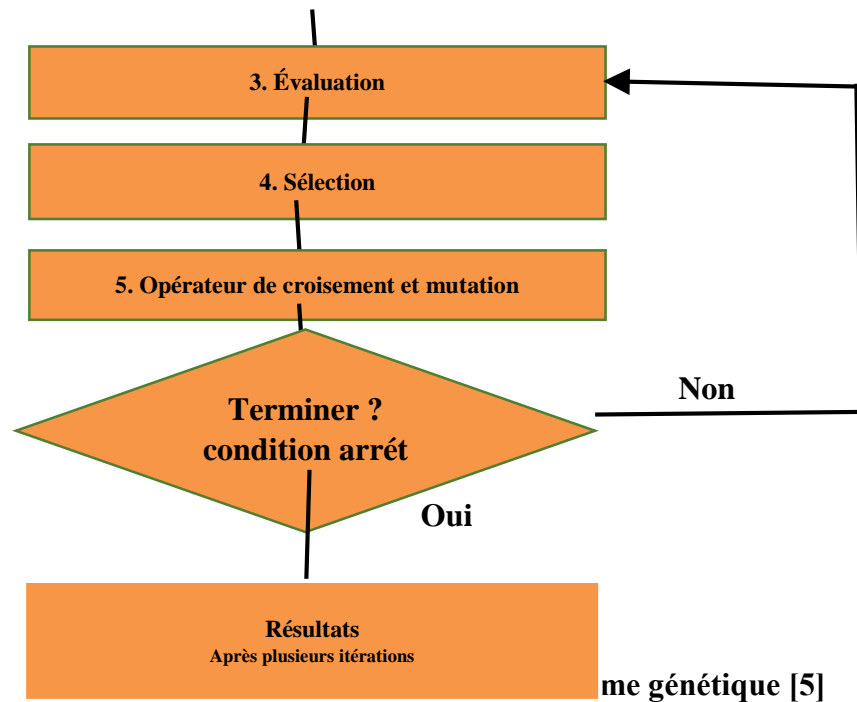 3. Évaluation
4. Sélection
5. Opérateur de croisement et mutation
Terminer ?
condition arrét
Non
Oui
Résultats
Après plusieurs itérations
me génétique [5]